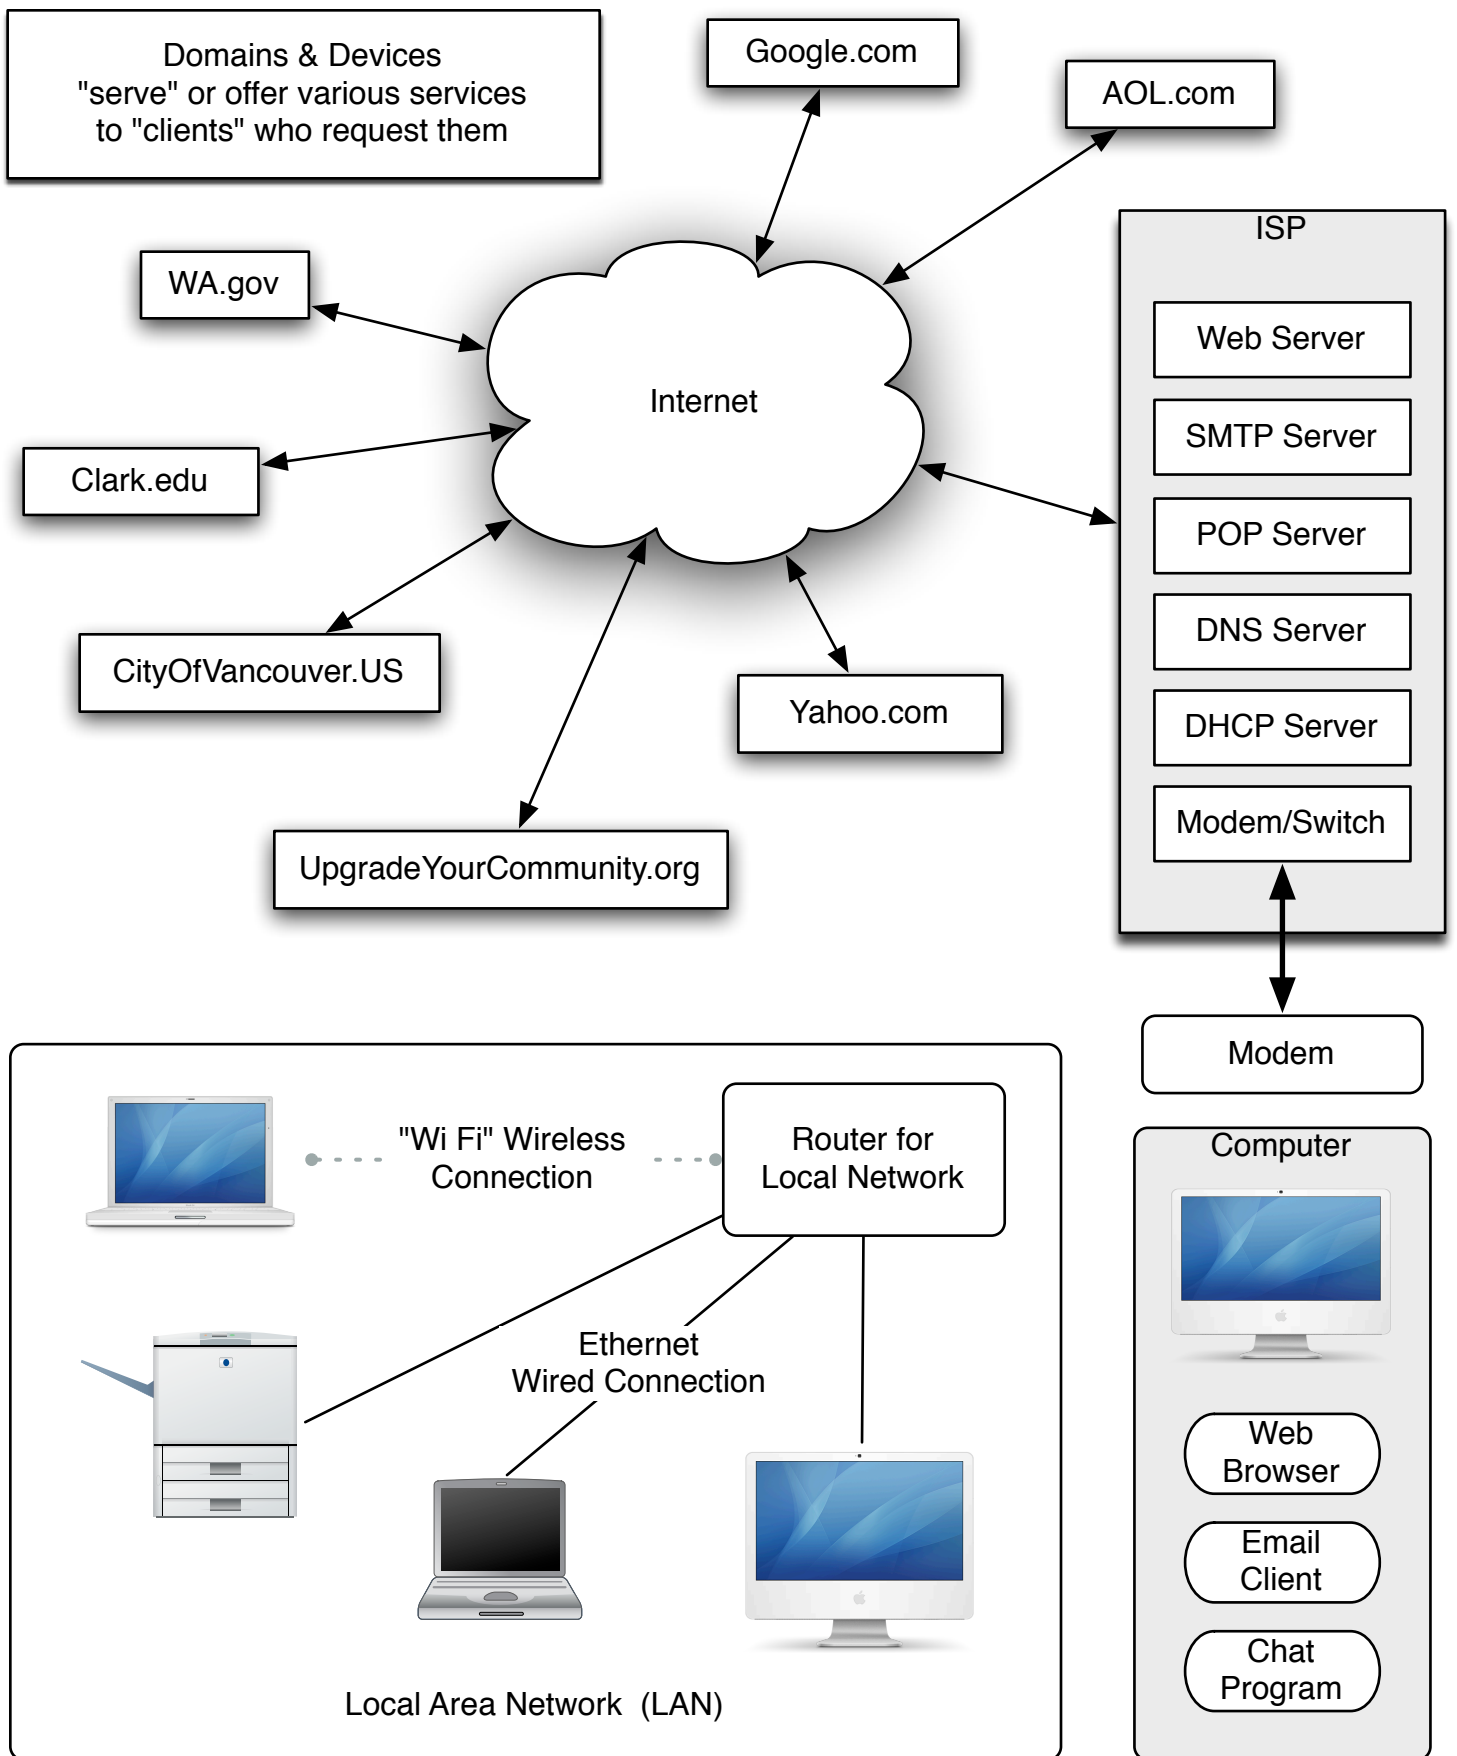 Domains & Devices
"serve" or offer various services
to "clients" who request them
Google.com
AOL.com
ISP
WA.gov
Web Server
Internet
SMTP Server
Clark.edu
POP Server
DNS Server
CityOfVancouver.US
Yahoo.com
DHCP Server
Modem/Switch
UpgradeYourCommunity.org
Modem
"Wi Fi" Wireless
Connection
Router for
Local Network
Computer
Ethernet
Wired Connection
Web
Browser
Email
Client
Chat
Program
Local Area Network  (LAN)